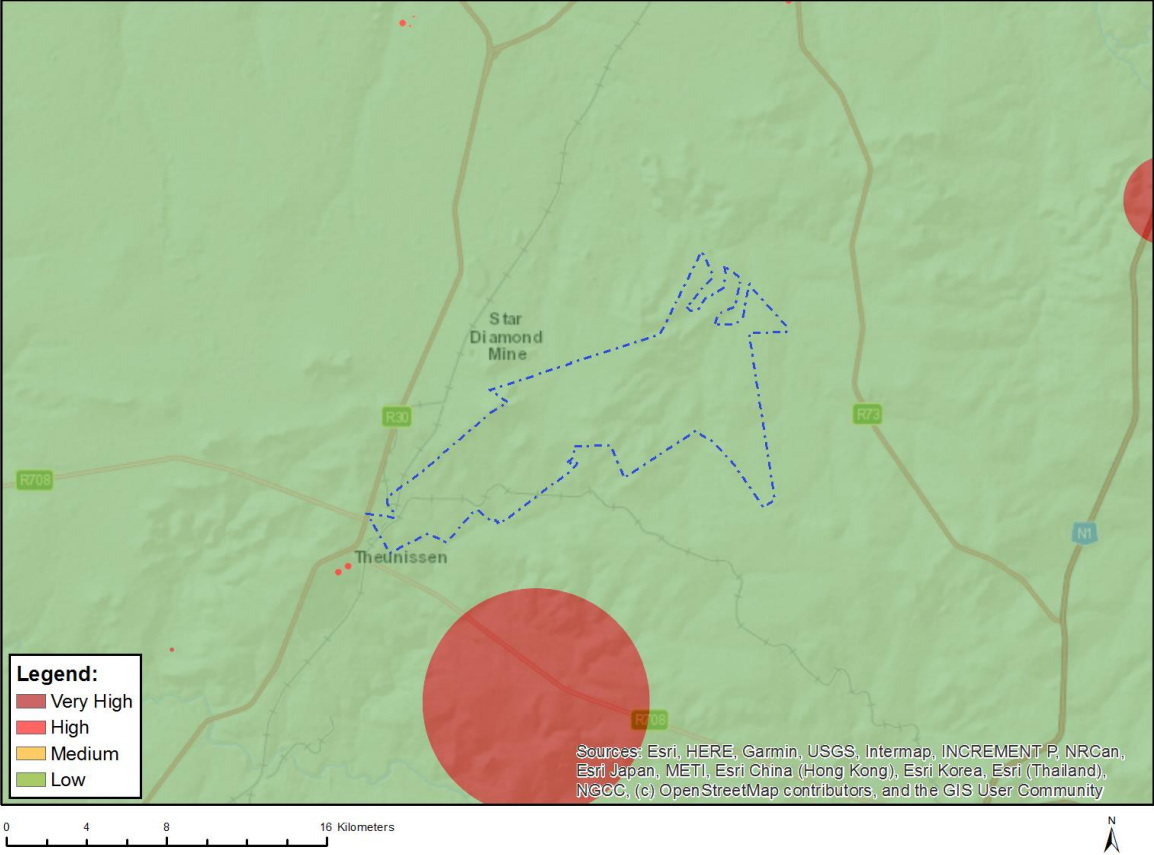 Star
Diamond
Mine
R30
R73
R708
N1
Theunissen
Legend:
Very High
High
Medium
Low
R708
Sources: Esri, HERE, Garmin, USGS, Intermap, INCREMENT P, NRCan,
Esri Japan, METI, Esri China (Hong Kong), Esri Korea, Esri (Thailand),
NGCC, (c) OpenStreetMap contributors, and the GIS User Community
0 4 8 16 Kilometers
N